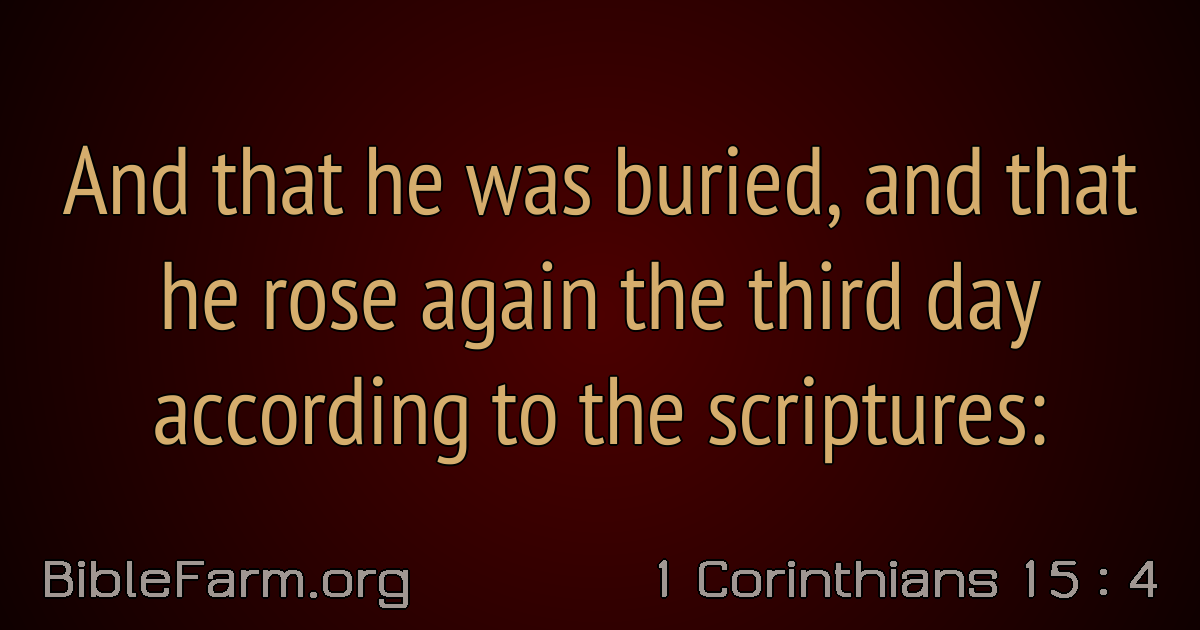 And that he was buried, and that
he rose again the third day
according to the scriptures:
BibleFarm.org
1 Corinthians 15 : 4